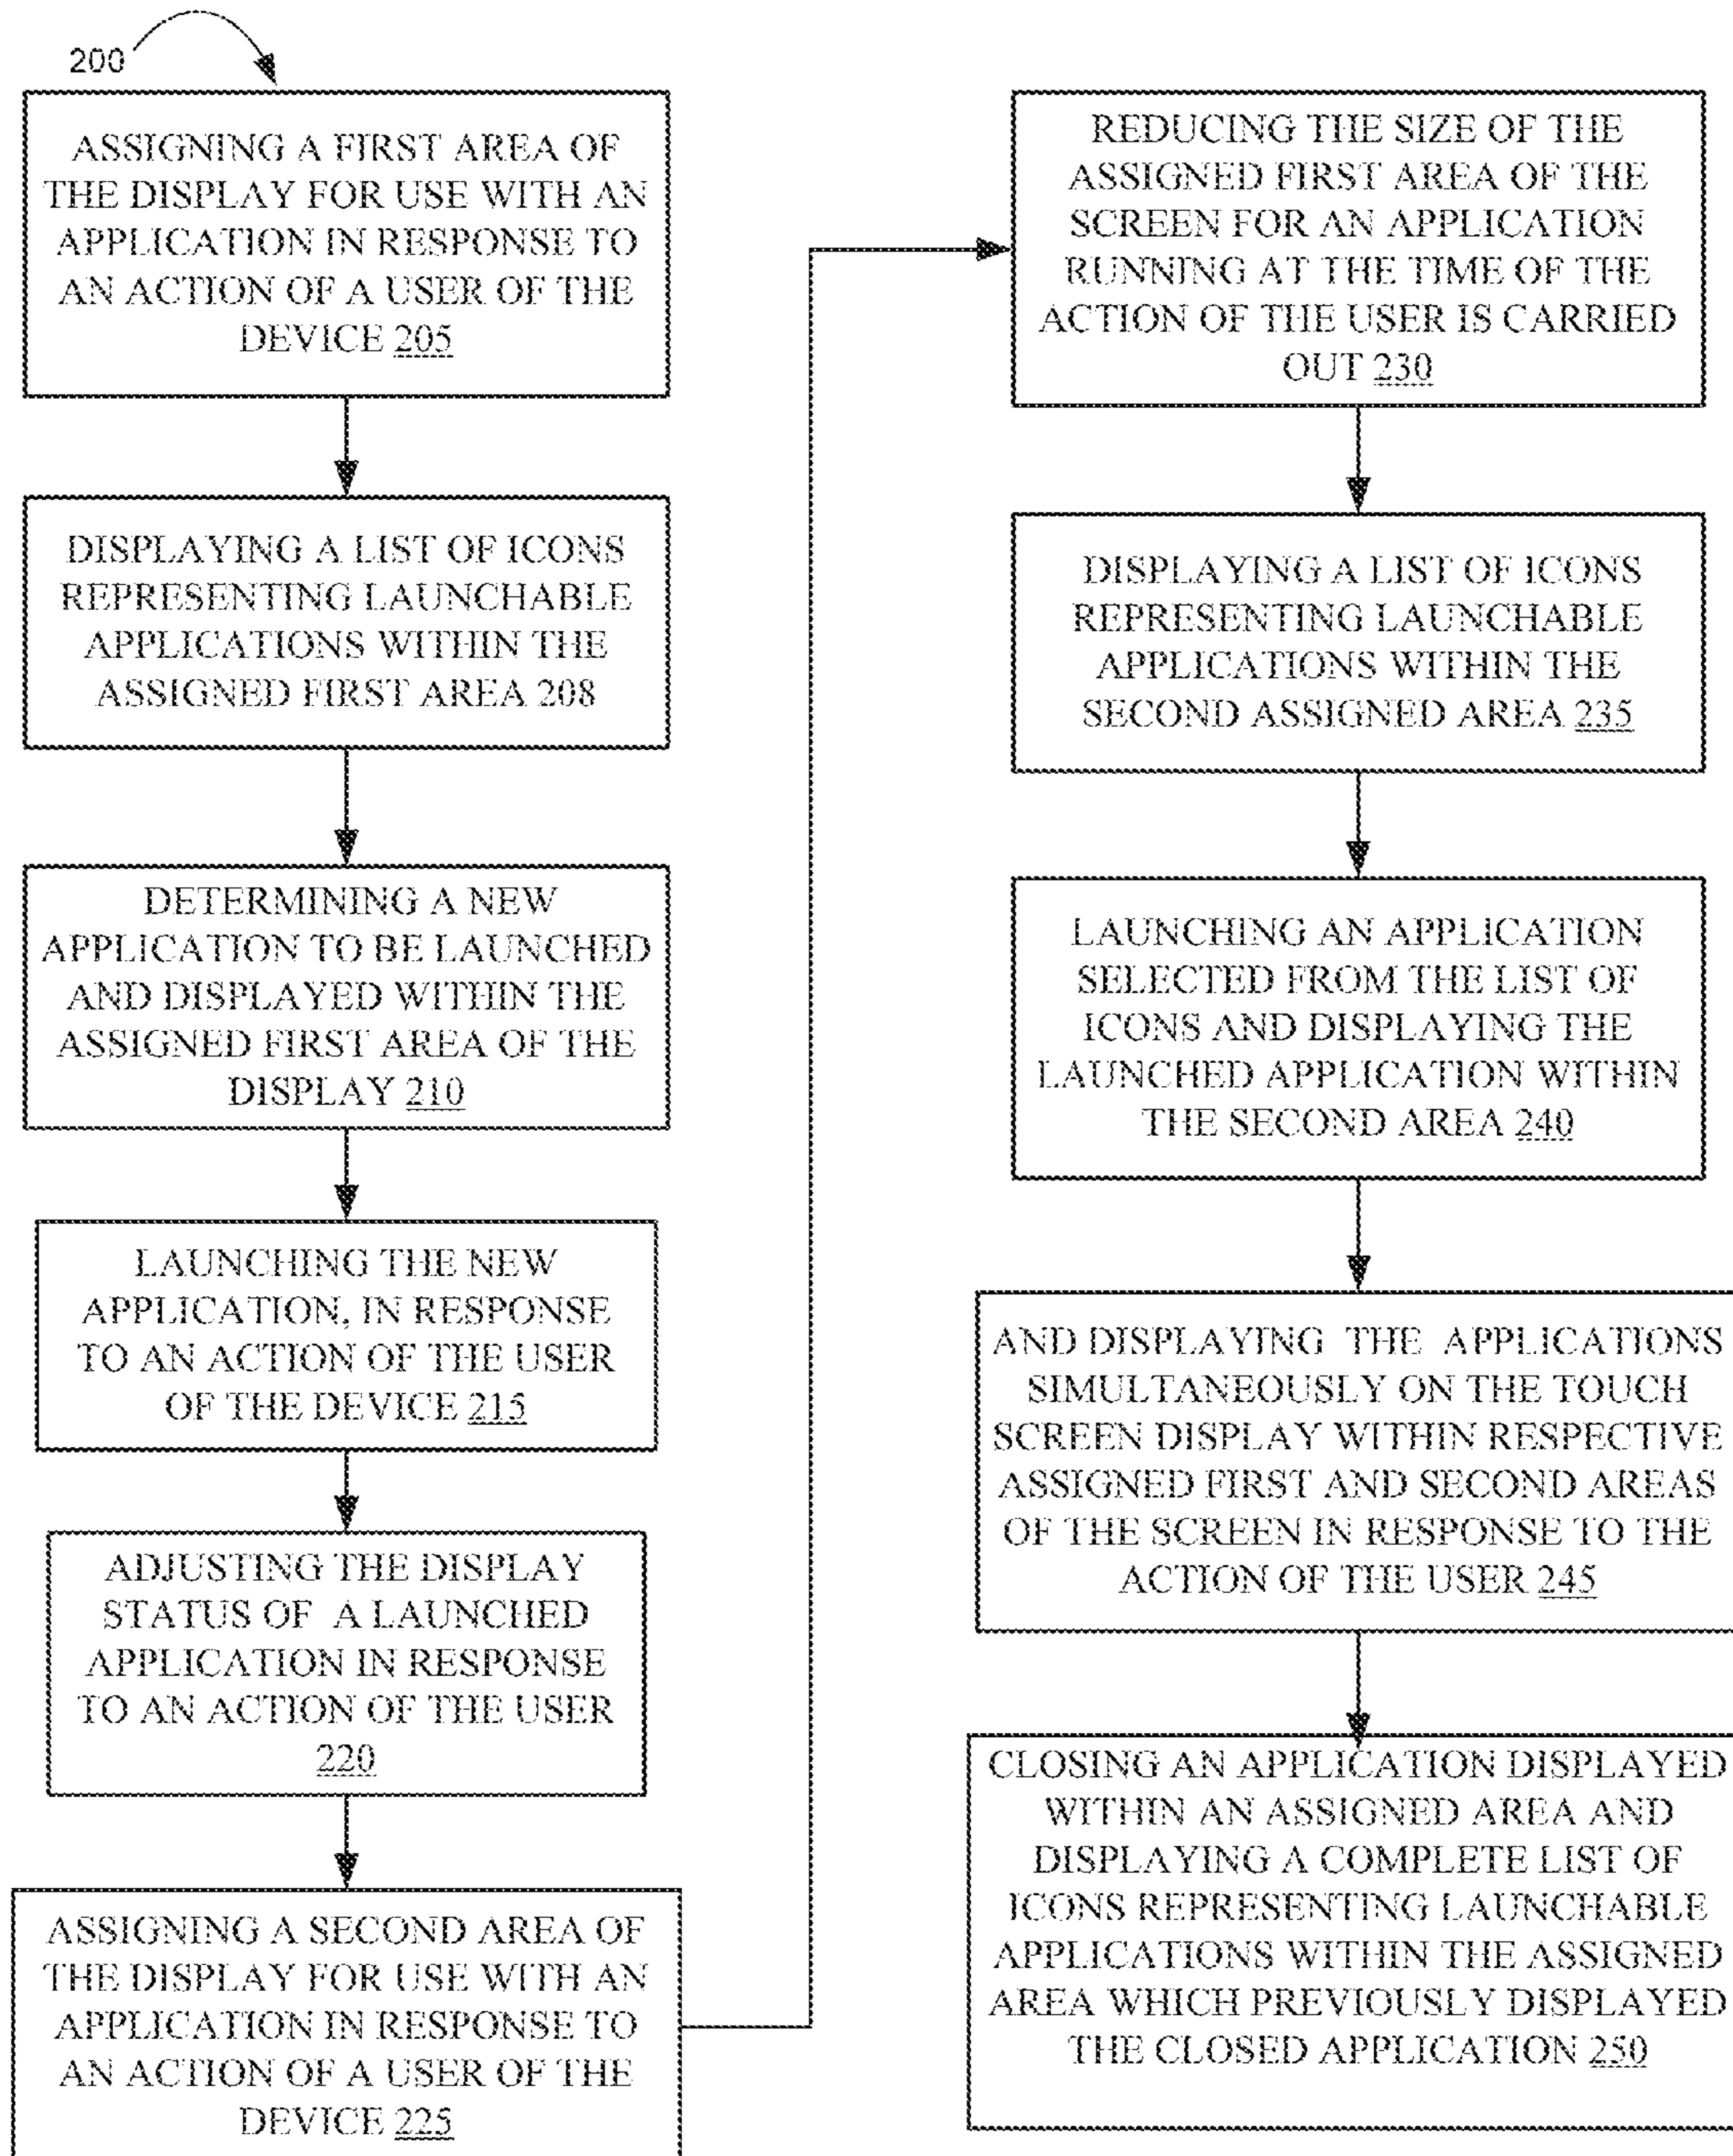 200
ASSIGNING A FIRST AREA OF
THE DISPLAY FOR USE WITH AN
APPLICATION IN RESPONSE TO
AN ACTION OF A USER OF THE
DEVICE 205
DISPLAYING A LIST OF ICONS
REPRESENTING LAUNCHABLE
APPLICATIONS WITHIN THE
ASSIGNED FIRST AREA 208
DETERMINING A NEW
APPLICATION TO BE LAUNCHED
AND DISPLAYED WITHIN THE
ASSIGNED FIRST AREA OF THE
DISPLAY 210
LAUNCHING THE NEW
APPLICATION, IN RESPONSE
TO AN ACTION OF THE USER
OF THE DEVICE 215
ADJUSTING THE DISPLAY
STATUS OF A LAUNCHED
APPLICATION IN RESPONSE
TO AN ACTION OF THE USER
220
ASSIGNING A SECOND AREA OF
THE DISPLAY FOR USE WITH AN
APPLICATION IN RESPONSE TO
AN ACTION OF A USER OF THE
DEVICE 225
REDUCING THE SIZE OF THE
ASSIGNED FIRST AREA OF THE
SCREEN FOR AN APPLICATION
RUNNING AT THE TIME OF THE
ACTION OF THE USER IS CARRIED
OUT 230
DISPLAYING A LIST OF ICONS
REPRESENTING LAUNCHABLE
APPLICATIONS WITHIN THE
SECOND ASSIGNED AREA 235
LAUNCHING AN APPLICATION
SELECTED FROM THE LIST OF
ICONS AND DISPLAYING THE
LAUNCHED APPLICATION WITHIN
THE SECOND AREA 240
AND DISPLAYING THE APPLICATIONS
SIMULTANEOUSLY ON THE TOUCH
SCREEN DISPLAY WITHIN RESPECTIVE
ASSIGNED FIRST AND SECOND AREAS
OF THE SCREEN IN RESPONSE TO THE
ACTION OF THE USER 245
CLOSING AN APPLICATION DISPLAYED
WITHIN AN ASSIGNED AREA AND
DISPLAYING A COMPLETE LIST OF
ICONS REPRESENTING LAUNCHABLE
APPLICATIONS WITHIN THE ASSIGNED
AREA WHICH PREVIOUSLY DISPLAYED
THE CLOSED APPLICATION 250